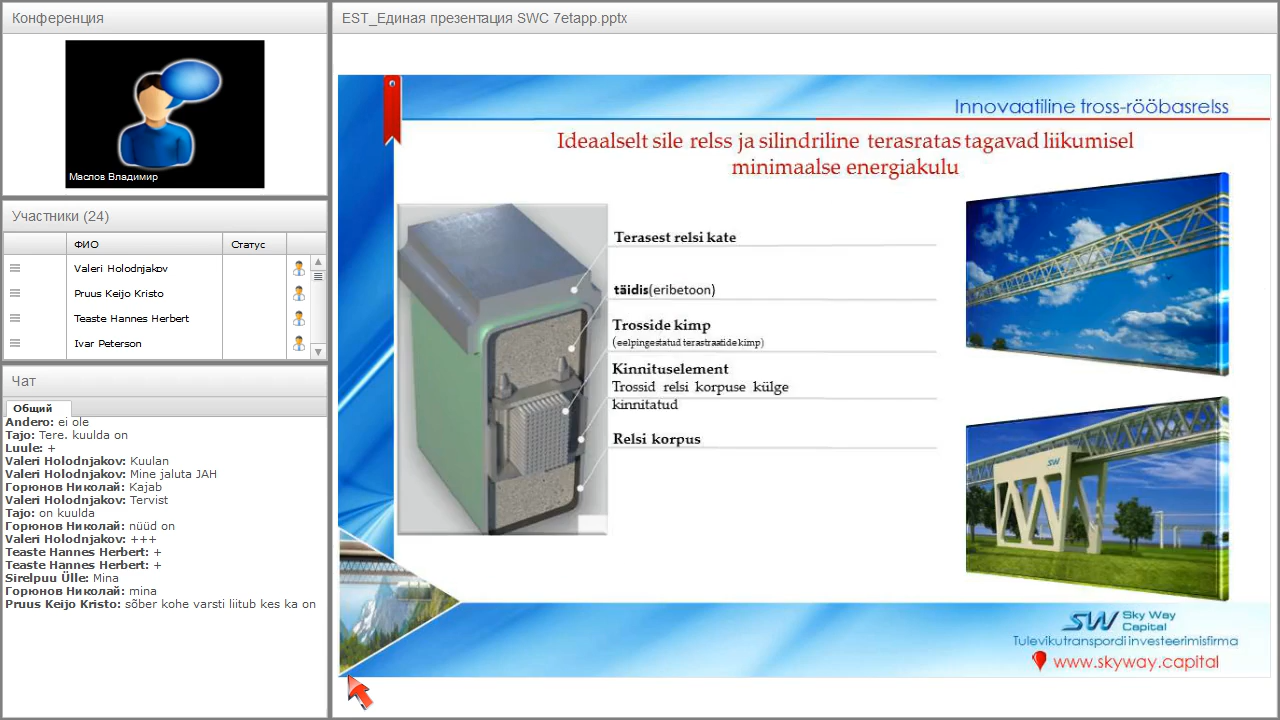 Конференция
Маслов Владимир
Участники (24)
ФИО Статус
Valeri Holodnjakov
Pruus Keijo Kristo
Teaste Hannes Herbert
Ivar Peterson
Чат
Общий
Andero: ei ole
Tajo: Tere. kuulda on
Luule: +
Valeri Holodnjakov: Kuulan
Valeri Holodnjakov: Mine jaluta JAH
Горюнов Николай: Kajab
Valeri Holodnjakov: Tervist
Tajo: on kuulda
Горюнов Николай: nüüd on
Valeri Holodnjakov: +++
Teaste Hannes Herbert: +
Teaste Hannes Herbert: +
Sirelpuu Ülle: Mina
Горюнов Николай: mina
Pruus Keijo Kristo: sõber kohe varsti liitub kes ka on
EST_Единая презентация SWC 7etapp.pptx
Innovaatiline tross-rööbasrelss
Ideaalselt sile relss ja silindriline terasratas tagavad liikumisel
minimaalse energiakulu
Terasest relsi kate
täidis(eribetoon)
Trosside kimp
(eelpingestatud terastraatide kimp)
Kinnituselement
Trossid relsi korpuse külge
kinnitatud
Relsi korpus
SW
SW Sky Way
Capital
Tulevikutranspordi investeerimisfirma
www.skyway.capital